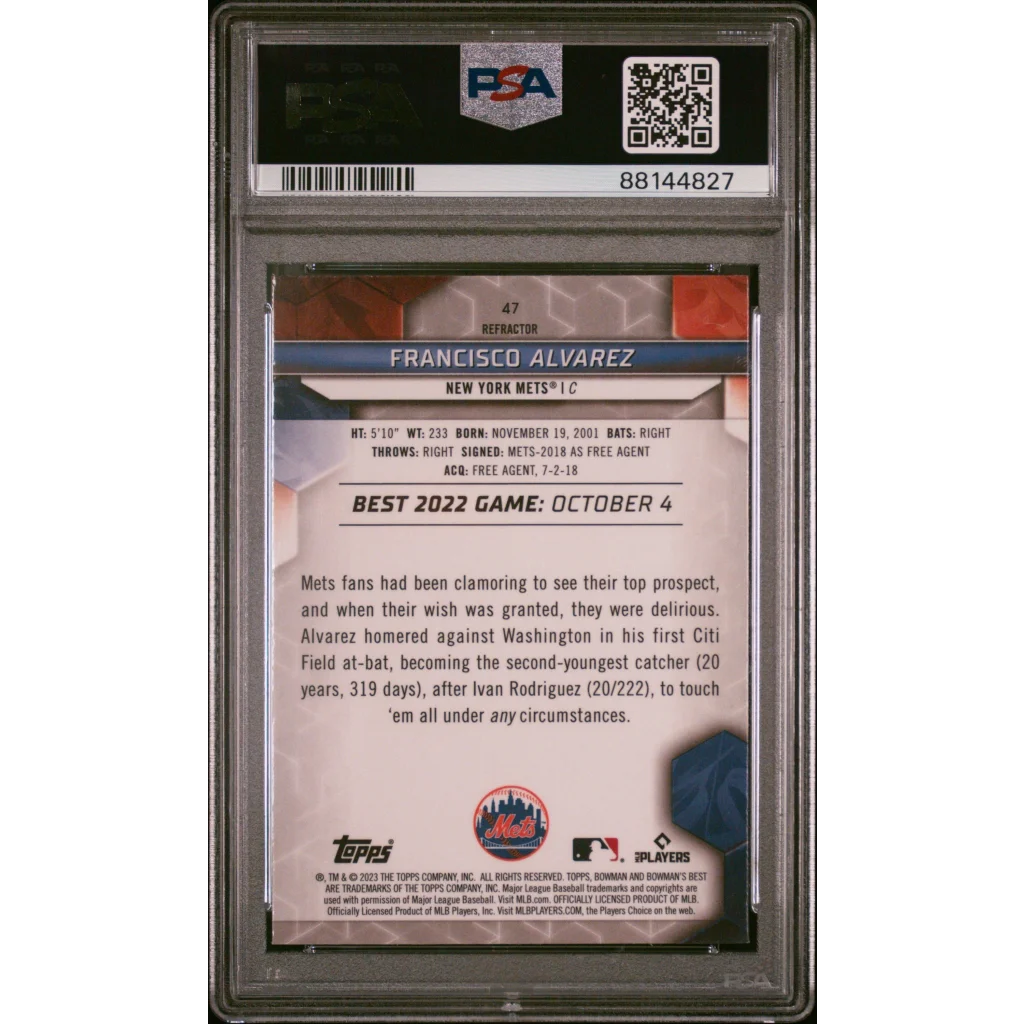 PSA PSA PSA
PSA
PSA PSA PSA
PSA
88144827
47
REFRACTOR
FRANCISCO ALVAREZ
NEW YORK METS® | C
HT: 5'10" WT: 233 BORN: NOVEMBER 19, 2001 BATS: RIGHT
THROWS: RIGHT SIGNED: METS-2018 AS FREE AGENT
ACQ: FREE AGENT, 7-2-18
BEST 2022 GAME: OCTOBER 4
Mets fans had been clamoring to see their top prospect,
and when their wish was granted, they were delirious.
Alvarez homered against Washington in his first Citi
Field at-bat, becoming the second-youngest catcher (20
years, 319 days), after Ivan Rodriguez (20/222), to touch
'em all under any circumstances.
Mets
Topps®
PLAYERS
®, TM & © 2023 THE TOPPS COMPANY, INC. ALL RIGHTS RESERVED. TOPPS, BOWMAN AND BOWMAN'S BEST
ARE TRADEMARKS OF THE TOPPS COMPANY, INC. Major League Baseball trademarks and copyrights are
used with permission of Major League Baseball. Visit MLB.com. OFFICIALLY LICENSED PRODUCT OF MLB.
Officially Licensed Product of MLB Players, Inc. Visit MLBPLAYERS.COM, the Players Choice on the web.
PSA